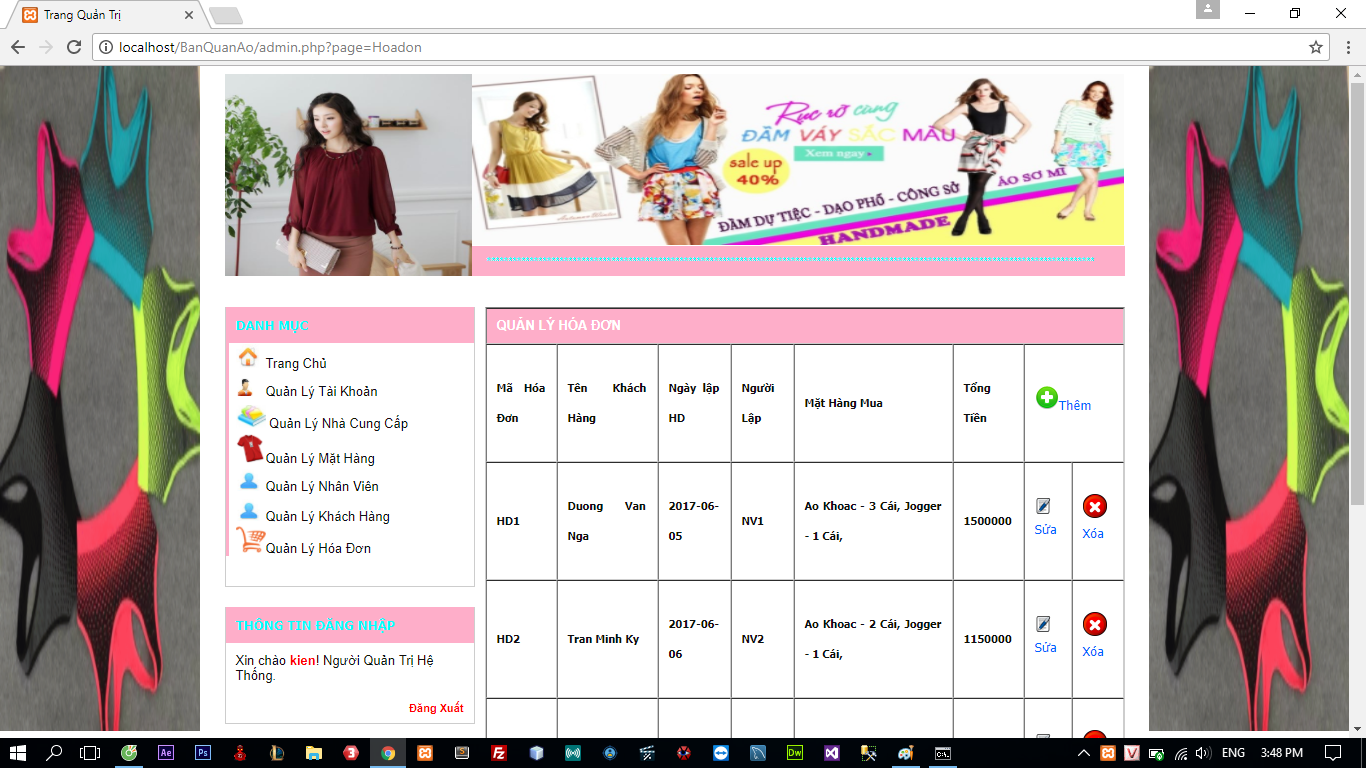 Trang Quản Trị
localhost/BanQuanAo/admin.php?page=Hoadon
Rực rỡ cùng
ĐẦM VÁY SẮC MÀU
Xem ngay
sale up
40%
ĐẦM DỰ TIỆC - DẠO PHỐ - CÔNG SỞ
ÁO SƠ MI
HANDMADE
DANH MỤC
Trang Chủ
Quản Lý Tài Khoản
Quản Lý Nhà Cung Cấp
Quản Lý Mặt Hàng
Quản Lý Nhân Viên
Quản Lý Khách Hàng
Quản Lý Hóa Đơn
THÔNG TIN ĐĂNG NHẬP
Xin chào kien! Người Quản Trị Hệ
Thống.
Đăng Xuất
QUẢN LÝ HÓA ĐƠN
Mã Hóa
Đơn
Tên Khách
Hàng
Ngày lập
HD
Người
Lập
Mặt Hàng Mua
Tổng
Tiền
Thêm
HD1
Duong Van
Nga
2017-06-
05
NV1
Ao Khoac - 3 Cái, Jogger
- 1 Cái,
1500000
Sửa
Xóa
HD2
Tran Minh Ky
2017-06-
06
NV2
Ao Khoac - 2 Cái, Jogger
- 1 Cái,
1150000
Sửa
Xóa
Ae
Ps
3
Fz
Dw
C:\.
V
ENG
3:48 PM